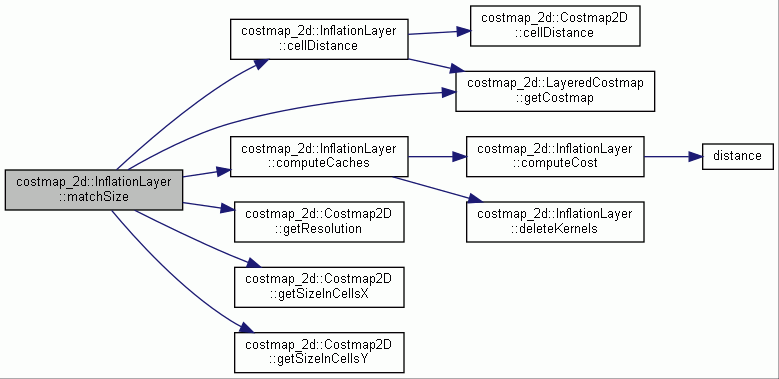 costmap_2d::InflationLayer
::matchSize
costmap_2d::InflationLayer
::cellDistance
costmap_2d::Costmap2D
::cellDistance
costmap_2d::LayeredCostmap
::getCostmap
costmap_2d::InflationLayer
::computeCaches
costmap_2d::InflationLayer
::computeCost
distance
costmap_2d::InflationLayer
::deleteKernels
costmap_2d::Costmap2D
::getResolution
costmap_2d::Costmap2D
::getSizeInCellsX
costmap_2d::Costmap2D
::getSizeInCellsY